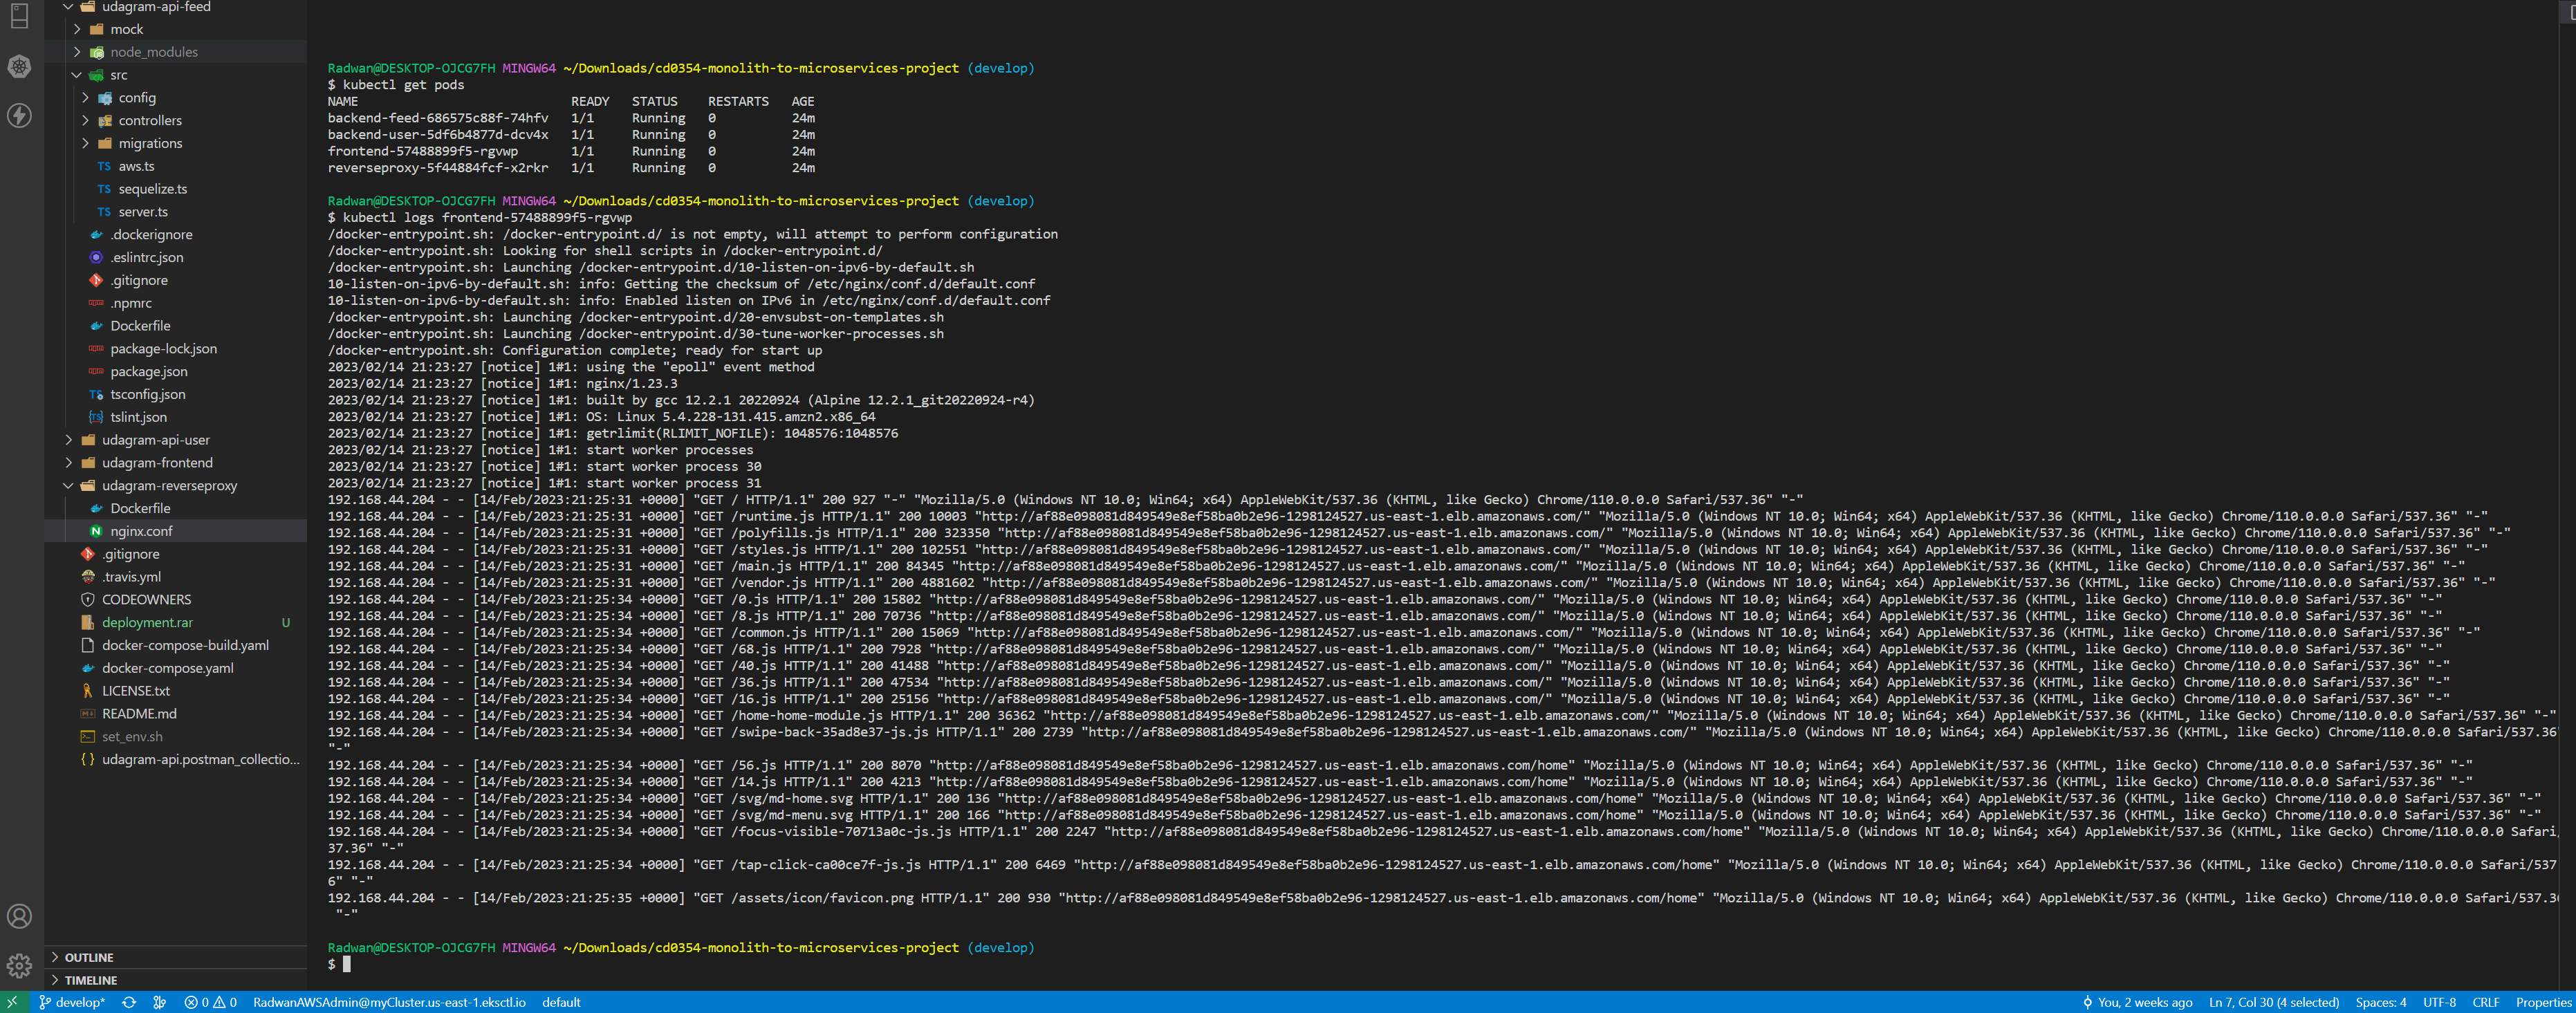 udagram-api-feed
mock
node_modules
src
config
controllers
migrations
TS aws.ts
TS sequelize.ts
TS server.ts
.dockerignore
.eslintrc.json
.gitignore
.npmrc
Dockerfile
package-lock.json
package.json
tsconfig.json
tslint.json
udagram-api-user
udagram-frontend
udagram-reverseproxy
Dockerfile
nginx.conf
.gitignore
.travis.yml
CODEOWNERS
deployment.rar U
docker-compose-build.yaml
docker-compose.yaml
LICENSE.txt
README.md
set_env.sh
udagram-api.postman_collectio...
OUTLINE
TIMELINE
Radwan@DESKTOP-OJCG7FH MINGW64 ~/Downloads/cd0354-monolith-to-microservices-project (develop)
$ kubectl get pods
NAME READY STATUS RESTARTS AGE
backend-feed-686575c88f-74hfv 1/1 Running 0 24m
backend-user-5df6b4877d-dcv4x 1/1 Running 0 24m
frontend-57488899f5-rgvwp 1/1 Running 0 24m
reverseproxy-5f44884fcf-x2rkr 1/1 Running 0 24m
Radwan@DESKTOP-OJCG7FH MINGW64 ~/Downloads/cd0354-monolith-to-microservices-project (develop)
$ kubectl logs frontend-57488899f5-rgvwp
/docker-entrypoint.sh: /docker-entrypoint.d/ is not empty, will attempt to perform configuration
/docker-entrypoint.sh: Looking for shell scripts in /docker-entrypoint.d/
/docker-entrypoint.sh: Launching /docker-entrypoint.d/10-listen-on-ipv6-by-default.sh
10-listen-on-ipv6-by-default.sh: info: Getting the checksum of /etc/nginx/conf.d/default.conf
10-listen-on-ipv6-by-default.sh: info: Enabled listen on IPv6 in /etc/nginx/conf.d/default.conf
/docker-entrypoint.sh: Launching /docker-entrypoint.d/20-envsubst-on-templates.sh
/docker-entrypoint.sh: Launching /docker-entrypoint.d/30-tune-worker-processes.sh
/docker-entrypoint.sh: Configuration complete; ready for start up
2023/02/14 21:23:27 [notice] 1#1: using the "epoll" event method
2023/02/14 21:23:27 [notice] 1#1: nginx/1.23.3
2023/02/14 21:23:27 [notice] 1#1: built by gcc 12.2.1 20220924 (Alpine 12.2.1_git20220924-r4)
2023/02/14 21:23:27 [notice] 1#1: OS: Linux 5.4.228-131.415.amzn2.x86_64
2023/02/14 21:23:27 [notice] 1#1: getrlimit(RLIMIT_NOFILE): 1048576:1048576
2023/02/14 21:23:27 [notice] 1#1: start worker processes
2023/02/14 21:23:27 [notice] 1#1: start worker process 30
2023/02/14 21:23:27 [notice] 1#1: start worker process 31
192.168.44.204 - - [14/Feb/2023:21:25:31 +0000] "GET / HTTP/1.1" 200 927 "-" "Mozilla/5.0 (Windows NT 10.0; Win64; x64) AppleWebKit/537.36 (KHTML, like Gecko) Chrome/110.0.0.0 Safari/537.36" "-"
192.168.44.204 - - [14/Feb/2023:21:25:31 +0000] "GET /runtime.js HTTP/1.1" 200 10003 "http://af88e098081d849549e8ef58ba0b2e96-1298124527.us-east-1.elb.amazonaws.com/" "Mozilla/5.0 (Windows NT 10.0; Win64; x64) AppleWebKit/537.36 (KHTML, like Gecko) Chrome/110.0.0.0 Safari/537.36" "-"
192.168.44.204 - - [14/Feb/2023:21:25:31 +0000] "GET /polyfills.js HTTP/1.1" 200 323350 "http://af88e098081d849549e8ef58ba0b2e96-1298124527.us-east-1.elb.amazonaws.com/" "Mozilla/5.0 (Windows NT 10.0; Win64; x64) AppleWebKit/537.36 (KHTML, like Gecko) Chrome/110.0.0.0 Safari/537.36" "-"
192.168.44.204 - - [14/Feb/2023:21:25:31 +0000] "GET /styles.js HTTP/1.1" 200 102551 "http://af88e098081d849549e8ef58ba0b2e96-1298124527.us-east-1.elb.amazonaws.com/" "Mozilla/5.0 (Windows NT 10.0; Win64; x64) AppleWebKit/537.36 (KHTML, like Gecko) Chrome/110.0.0.0 Safari/537.36" "-"
192.168.44.204 - - [14/Feb/2023:21:25:31 +0000] "GET /main.js HTTP/1.1" 200 84345 "http://af88e098081d849549e8ef58ba0b2e96-1298124527.us-east-1.elb.amazonaws.com/" "Mozilla/5.0 (Windows NT 10.0; Win64; x64) AppleWebKit/537.36 (KHTML, like Gecko) Chrome/110.0.0.0 Safari/537.36" "-"
192.168.44.204 - - [14/Feb/2023:21:25:31 +0000] "GET /vendor.js HTTP/1.1" 200 4881602 "http://af88e098081d849549e8ef58ba0b2e96-1298124527.us-east-1.elb.amazonaws.com/" "Mozilla/5.0 (Windows NT 10.0; Win64; x64) AppleWebKit/537.36 (KHTML, like Gecko) Chrome/110.0.0.0 Safari/537.36" "-"
192.168.44.204 - - [14/Feb/2023:21:25:34 +0000] "GET /0.js HTTP/1.1" 200 15802 "http://af88e098081d849549e8ef58ba0b2e96-1298124527.us-east-1.elb.amazonaws.com/" "Mozilla/5.0 (Windows NT 10.0; Win64; x64) AppleWebKit/537.36 (KHTML, like Gecko) Chrome/110.0.0.0 Safari/537.36" "-"
192.168.44.204 - - [14/Feb/2023:21:25:34 +0000] "GET /8.js HTTP/1.1" 200 70736 "http://af88e098081d849549e8ef58ba0b2e96-1298124527.us-east-1.elb.amazonaws.com/" "Mozilla/5.0 (Windows NT 10.0; Win64; x64) AppleWebKit/537.36 (KHTML, like Gecko) Chrome/110.0.0.0 Safari/537.36" "-"
192.168.44.204 - - [14/Feb/2023:21:25:34 +0000] "GET /common.js HTTP/1.1" 200 15069 "http://af88e098081d849549e8ef58ba0b2e96-1298124527.us-east-1.elb.amazonaws.com/" "Mozilla/5.0 (Windows NT 10.0; Win64; x64) AppleWebKit/537.36 (KHTML, like Gecko) Chrome/110.0.0.0 Safari/537.36" "-"
192.168.44.204 - - [14/Feb/2023:21:25:34 +0000] "GET /68.js HTTP/1.1" 200 7928 "http://af88e098081d849549e8ef58ba0b2e96-1298124527.us-east-1.elb.amazonaws.com/" "Mozilla/5.0 (Windows NT 10.0; Win64; x64) AppleWebKit/537.36 (KHTML, like Gecko) Chrome/110.0.0.0 Safari/537.36" "-"
192.168.44.204 - - [14/Feb/2023:21:25:34 +0000] "GET /40.js HTTP/1.1" 200 41488 "http://af88e098081d849549e8ef58ba0b2e96-1298124527.us-east-1.elb.amazonaws.com/" "Mozilla/5.0 (Windows NT 10.0; Win64; x64) AppleWebKit/537.36 (KHTML, like Gecko) Chrome/110.0.0.0 Safari/537.36" "-"
192.168.44.204 - - [14/Feb/2023:21:25:34 +0000] "GET /36.js HTTP/1.1" 200 47534 "http://af88e098081d849549e8ef58ba0b2e96-1298124527.us-east-1.elb.amazonaws.com/" "Mozilla/5.0 (Windows NT 10.0; Win64; x64) AppleWebKit/537.36 (KHTML, like Gecko) Chrome/110.0.0.0 Safari/537.36" "-"
192.168.44.204 - - [14/Feb/2023:21:25:34 +0000] "GET /16.js HTTP/1.1" 200 25156 "http://af88e098081d849549e8ef58ba0b2e96-1298124527.us-east-1.elb.amazonaws.com/" "Mozilla/5.0 (Windows NT 10.0; Win64; x64) AppleWebKit/537.36 (KHTML, like Gecko) Chrome/110.0.0.0 Safari/537.36" "-"
192.168.44.204 - - [14/Feb/2023:21:25:34 +0000] "GET /home-home-module.js HTTP/1.1" 200 36362 "http://af88e098081d849549e8ef58ba0b2e96-1298124527.us-east-1.elb.amazonaws.com/" "Mozilla/5.0 (Windows NT 10.0; Win64; x64) AppleWebKit/537.36 (KHTML, like Gecko) Chrome/110.0.0.0 Safari/537.36" "-"
192.168.44.204 - - [14/Feb/2023:21:25:34 +0000] "GET /swipe-back-35ad8e37-js.js HTTP/1.1" 200 2739 "http://af88e098081d849549e8ef58ba0b2e96-1298124527.us-east-1.elb.amazonaws.com/" "Mozilla/5.0 (Windows NT 10.0; Win64; x64) AppleWebKit/537.36 (KHTML, like Gecko) Chrome/110.0.0.0 Safari/537.36
"-"
192.168.44.204 - - [14/Feb/2023:21:25:34 +0000] "GET /56.js HTTP/1.1" 200 8070 "http://af88e098081d849549e8ef58ba0b2e96-1298124527.us-east-1.elb.amazonaws.com/home" "Mozilla/5.0 (Windows NT 10.0; Win64; x64) AppleWebKit/537.36 (KHTML, like Gecko) Chrome/110.0.0.0 Safari/537.36" "-"
192.168.44.204 - - [14/Feb/2023:21:25:34 +0000] "GET /14.js HTTP/1.1" 200 4213 "http://af88e098081d849549e8ef58ba0b2e96-1298124527.us-east-1.elb.amazonaws.com/home" "Mozilla/5.0 (Windows NT 10.0; Win64; x64) AppleWebKit/537.36 (KHTML, like Gecko) Chrome/110.0.0.0 Safari/537.36" "-"
192.168.44.204 - - [14/Feb/2023:21:25:34 +0000] "GET /svg/md-home.svg HTTP/1.1" 200 136 "http://af88e098081d849549e8ef58ba0b2e96-1298124527.us-east-1.elb.amazonaws.com/home" "Mozilla/5.0 (Windows NT 10.0; Win64; x64) AppleWebKit/537.36 (KHTML, like Gecko) Chrome/110.0.0.0 Safari/537.36" "-"
192.168.44.204 - - [14/Feb/2023:21:25:34 +0000] "GET /svg/md-menu.svg HTTP/1.1" 200 166 "http://af88e098081d849549e8ef58ba0b2e96-1298124527.us-east-1.elb.amazonaws.com/home" "Mozilla/5.0 (Windows NT 10.0; Win64; x64) AppleWebKit/537.36 (KHTML, like Gecko) Chrome/110.0.0.0 Safari/537.36" "-"
192.168.44.204 - - [14/Feb/2023:21:25:34 +0000] "GET /focus-visible-70713a0c-js.js HTTP/1.1" 200 2247 "http://af88e098081d849549e8ef58ba0b2e96-1298124527.us-east-1.elb.amazonaws.com/home" "Mozilla/5.0 (Windows NT 10.0; Win64; x64) AppleWebKit/537.36 (KHTML, like Gecko) Chrome/110.0.0.0 Safari/
37.36" "-"
192.168.44.204 - - [14/Feb/2023:21:25:34 +0000] "GET /tap-click-ca00ce7f-js.js HTTP/1.1" 200 6469 "http://af88e098081d849549e8ef58ba0b2e96-1298124527.us-east-1.elb.amazonaws.com/home" "Mozilla/5.0 (Windows NT 10.0; Win64; x64) AppleWebKit/537.36 (KHTML, like Gecko) Chrome/110.0.0.0 Safari/537
6" "-"
192.168.44.204 - - [14/Feb/2023:21:25:35 +0000] "GET /assets/icon/favicon.png HTTP/1.1" 200 930 "http://af88e098081d849549e8ef58ba0b2e96-1298124527.us-east-1.elb.amazonaws.com/home" "Mozilla/5.0 (Windows NT 10.0; Win64; x64) AppleWebKit/537.36 (KHTML, like Gecko) Chrome/110.0.0.0 Safari/537.3
"-"
Radwan@DESKTOP-OJCG7FH MINGW64 ~/Downloads/cd0354-monolith-to-microservices-project (develop)
$
develop* 0 0 RadwanAWSAdmin@myCluster.us-east-1.eksctl.io default You, 2 weeks ago Ln 7, Col 30 (4 selected) Spaces: 4 UTF-8 CRLF Properties